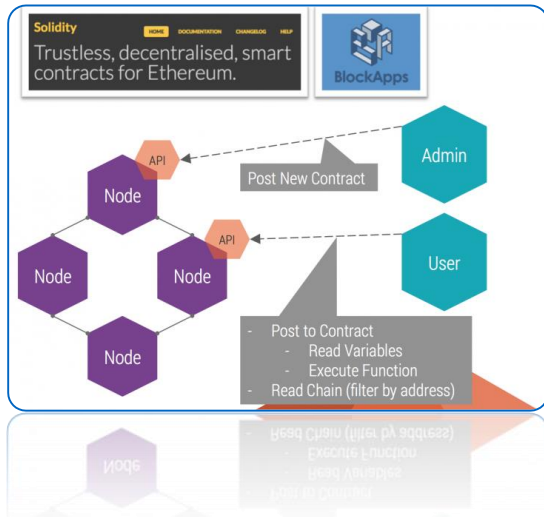 Solidity
HOME DOCUMENTATION CHANGELOG HELP
Trustless, decentralised, smart
contracts for Ethereum.
BlockApps
API
Node
Post New Contract
Admin
API
Node
Node
User
Node
- Post to Contract
- Read Variables
- Execute Function
- Read Chain (filter by address)